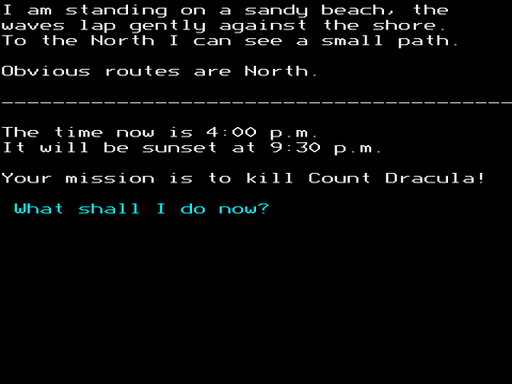 I am standing on a sandy beach, the
waves lap gently against the shore.
To the North I can see a small path.
Obvious routes are North.
----------------------------------------
The time now is 4:00 p.m.
It will be sunset at 9:30 p.m.
Your mission is to kill Count Dracula!
What shall I do now?